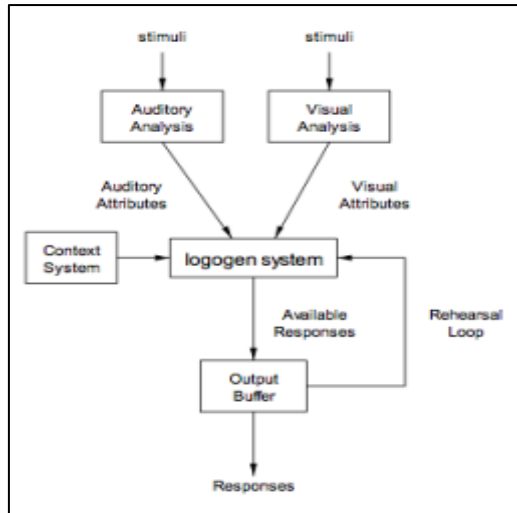 stimuli
stimuli
Auditory
Analysis
Visual
Analysis
Auditory
Attributes
Visual
Attributes
Context
System
logogen system
Available
Responses
Rehearsal
Loop
Output
Buffer
Responses